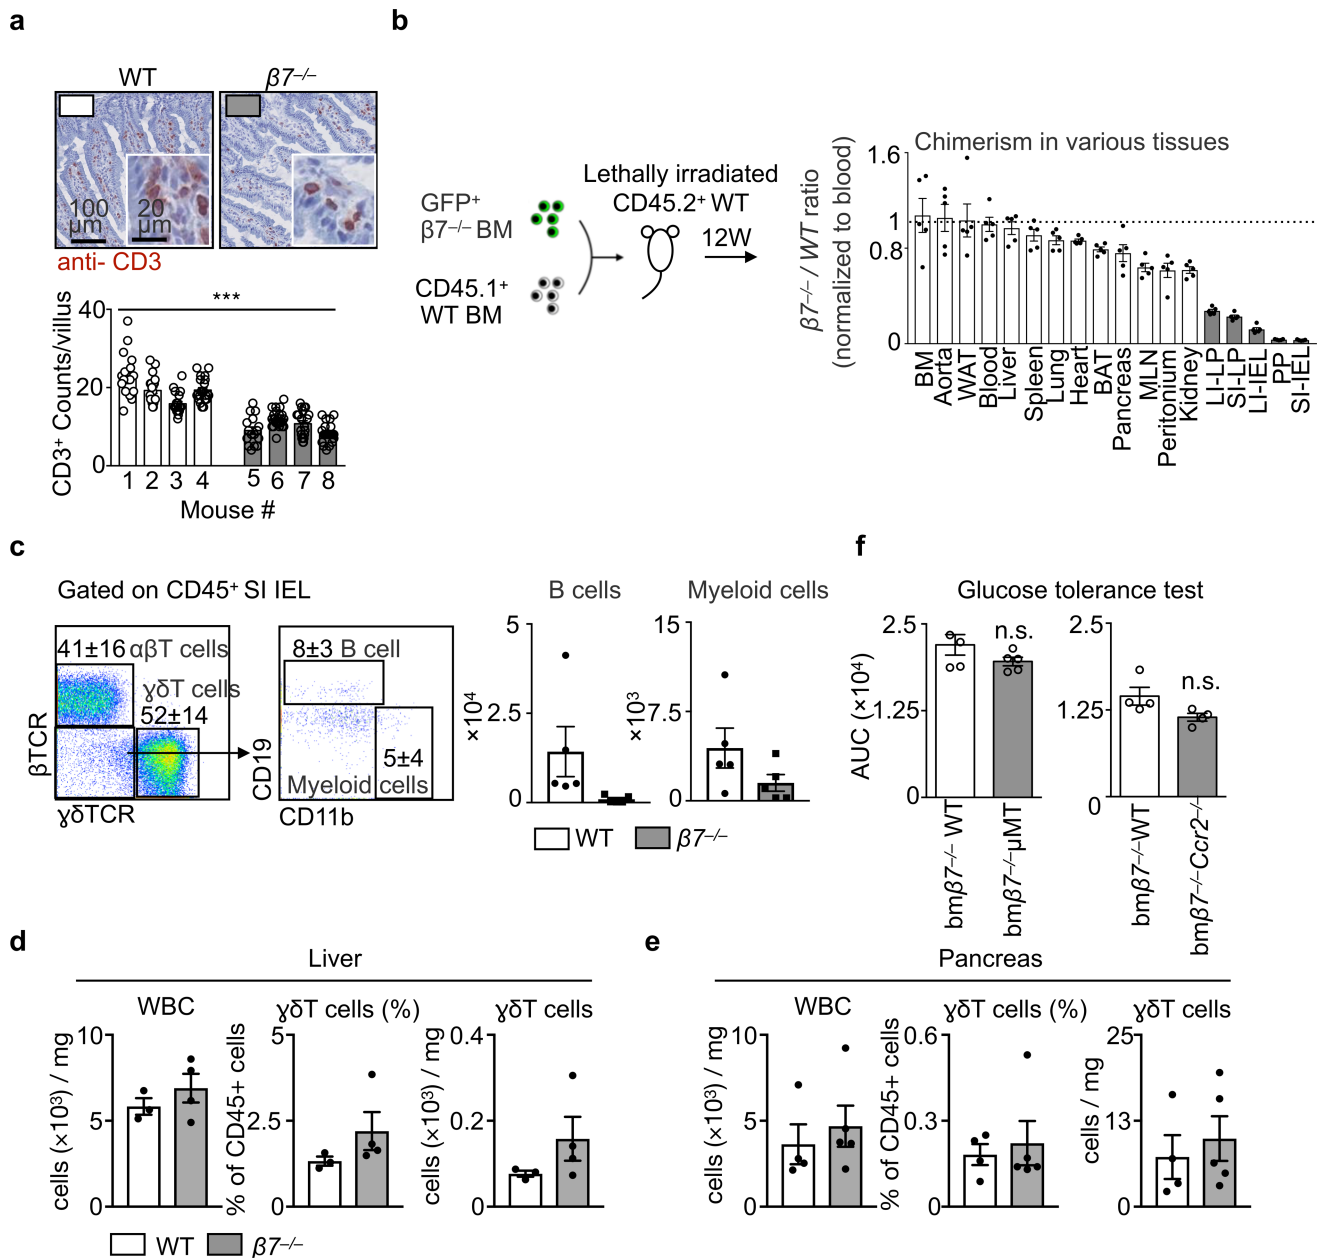 a
WT
β7–/–
100
μm
20
μm
anti- CD3
CD3+ Counts/villus
40
20
0
***
1 2 3 4 5 6 7 8
Mouse #
b
GFP+
β7–/– BM
CD45.1+
WT BM
Lethally irradiated
CD45.2+ WT
12W
Chimerism in various tissues
β7–/– / WT ratio
(normalized to blood)
1.6
1
0.8
0
BM
Aorta
WAT
Blood
Liver
Spleen
Lung
Heart
BAT
Pancreas
MLN
Peritonium
Kidney
LI-LP
SI-LP
LI-IEL
PP
SI-IEL
c
Gated on CD45+ SI IEL
41±16 αβT cells
ɣδT cells
52±14
βTCR
ɣδTCR
8±3 B cell
5±4
Myeloid cells
CD19
CD11b
B cells
×10⁴
5
2.5
0
Myeloid cells
×10³
15
7.5
0
WT
β7–/–
f
Glucose tolerance test
AUC (×10⁴)
2.5
1.25
0
n.s.
bmβ7–/– WT
bmβ7–/–μMT
2.5
1.25
0
n.s.
bmβ7–/–WT
bmβ7–/–Ccr2–/–
d
Liver
WBC
cells (×10³) / mg
10
5
0
ɣδT cells (%)
% of CD45+ cells
5
2.5
0
ɣδT cells
cells (×10³) / mg
0.4
0.2
0
WT
β7–/–
e
Pancreas
WBC
cells (×10³) / mg
10
5
0
ɣδT cells (%)
% of CD45+ cells
0.6
0.3
0
ɣδT cells
cells / mg
25
13
0